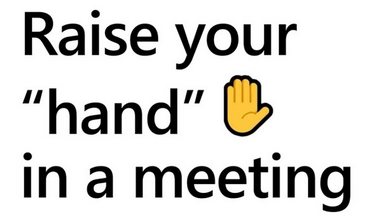 Raise your
“hand” ✋
in a meeting